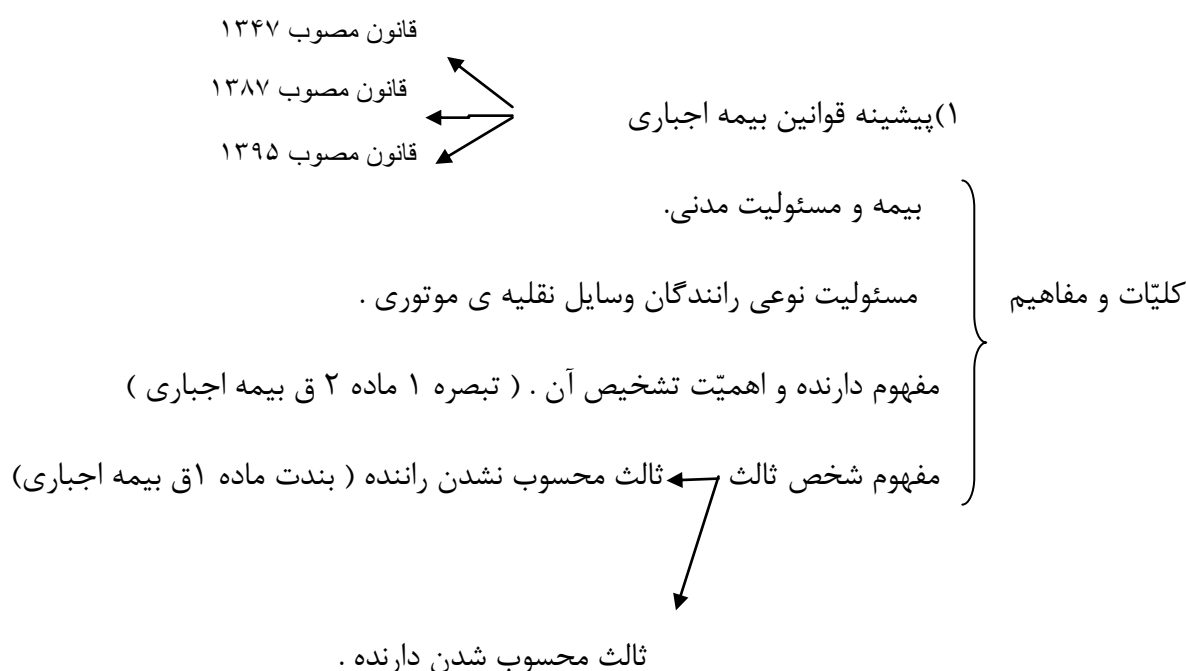 قانون مصوب ۱۳۴۷
قانون مصوب ۱۳۸۷
۱)پیشینه قوانین بیمه اجباری
قانون مصوب ۱۳۹۵
بیمه و مسئولیت مدنی.
کلیّات و مفاهیم
مسئولیت نوعی رانندگان وسایل نقلیه ی موتوری .
مفهوم دارنده و اهمیّت تشخیص آن . ( تبصره ۱ ماده ۲ ق بیمه اجباری )
مفهوم شخص ثالث ثالث محسوب نشدن راننده ( بندت ماده ۱ق بیمه اجباری)
ثالث محسوب شدن دارنده .